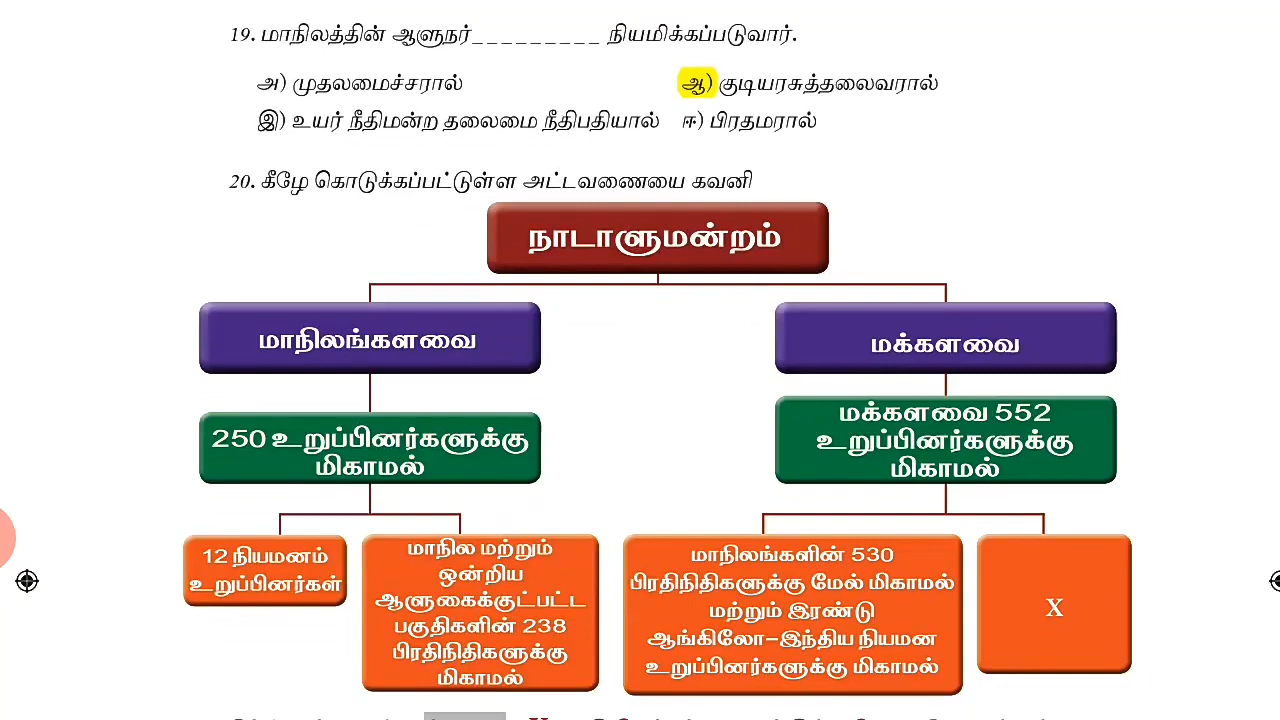 19. மாநிலத்தின் ஆளுநர்_________ நியமிக்கப்படுவார்.
அ) முதலமைச்சரால் ஆ) குடியரசுத்தலைவரால்
இ) உயர் நீதிமன்ற தலைமை நீதிபதியால் ஈ) பிரதமரால்
20. கீழே கொடுக்கப்பட்டுள்ள அட்டவணையை கவனி
நாடாளுமன்றம்
மாநிலங்களவை
மக்களவை
250 உறுப்பினர்களுக்கு
மிகாமல்
மக்களவை 552
உறுப்பினர்களுக்கு
மிகாமல்
12 நியமனம்
உறுப்பினர்கள்
மாநில மற்றும்
ஒன்றிய
ஆளுகைக்குட்பட்ட
பகுதிகளின் 238
பிரதிநிதிகளுக்கு
மிகாமல்
மாநிலங்களின் 530
பிரதிநிதிகளுக்கு மேல் மிகாமல்
மற்றும் இரண்டு
ஆங்கிலோ-இந்திய நியமன
உறுப்பினர்களுக்கு மிகாமல்
X